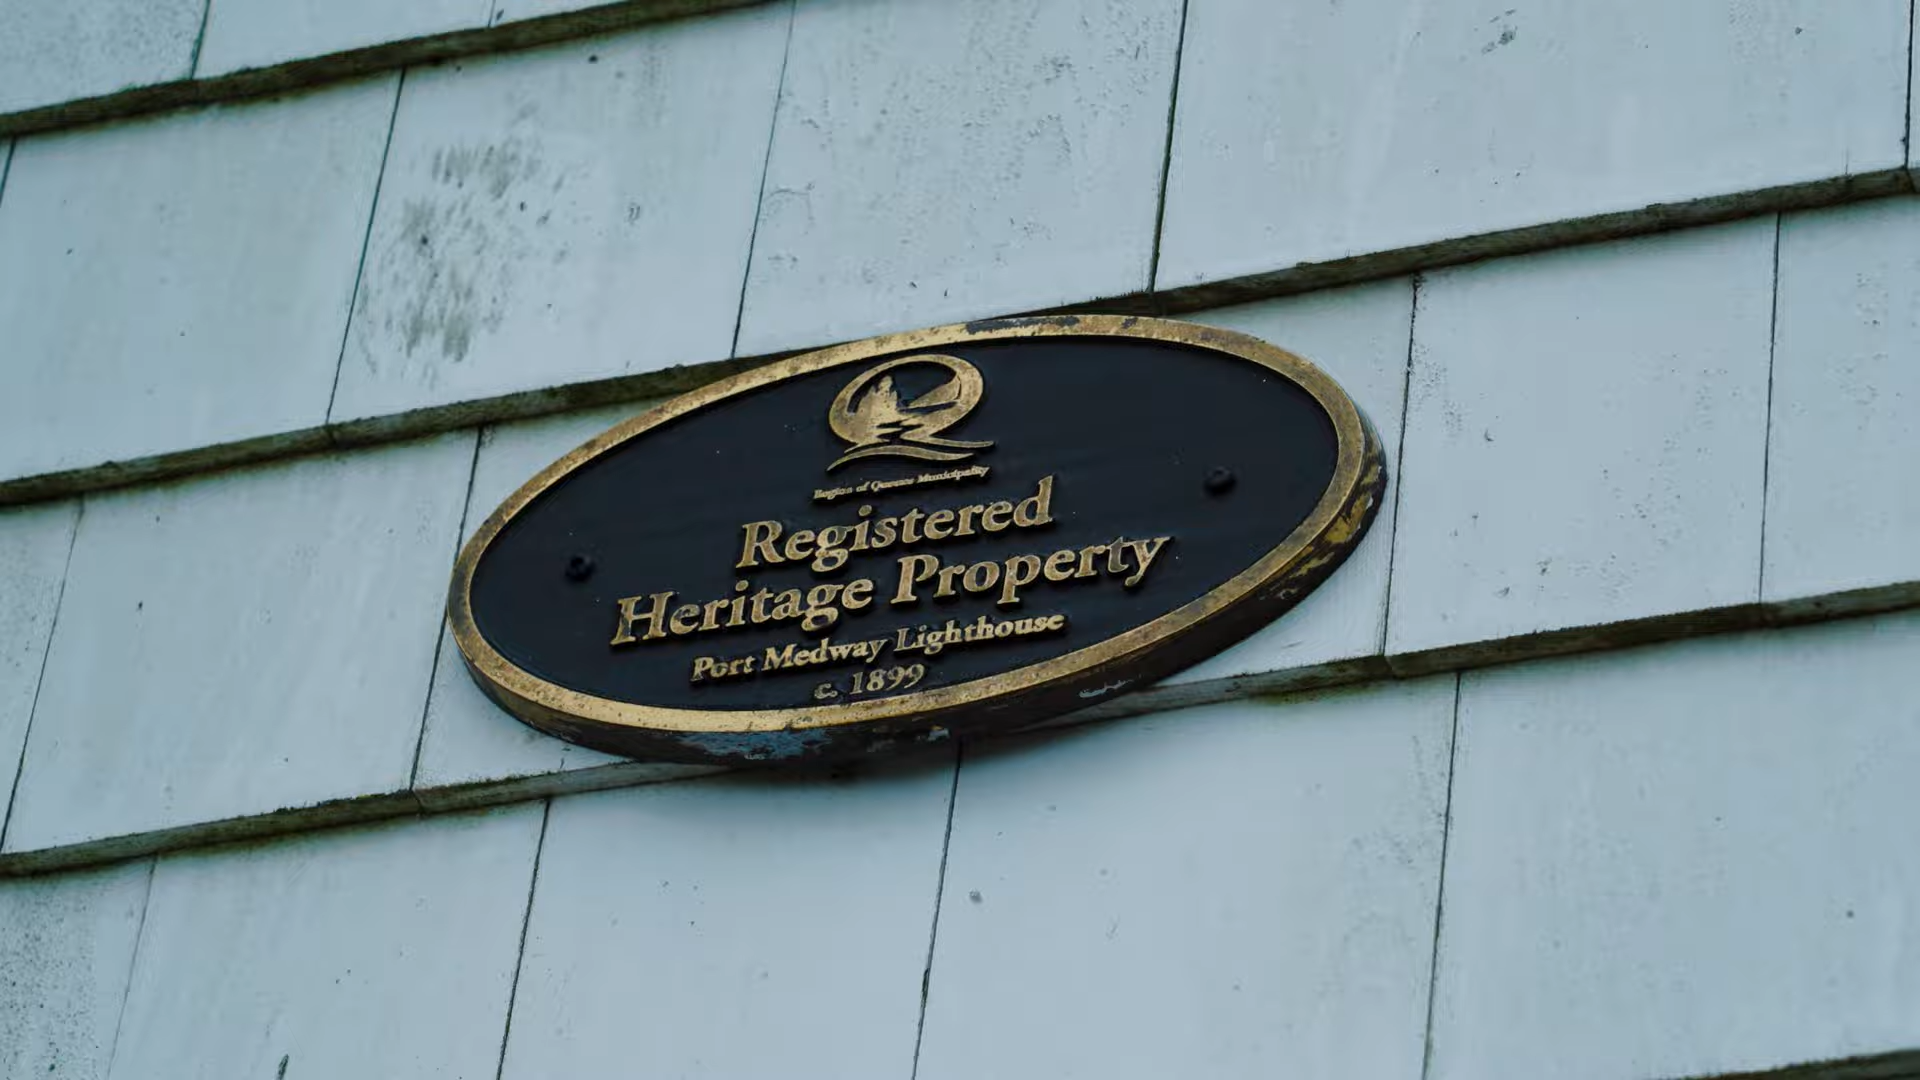 Region of Queens Municipality
Registered
Heritage Property
Port Medway Lighthouse
c. 1899